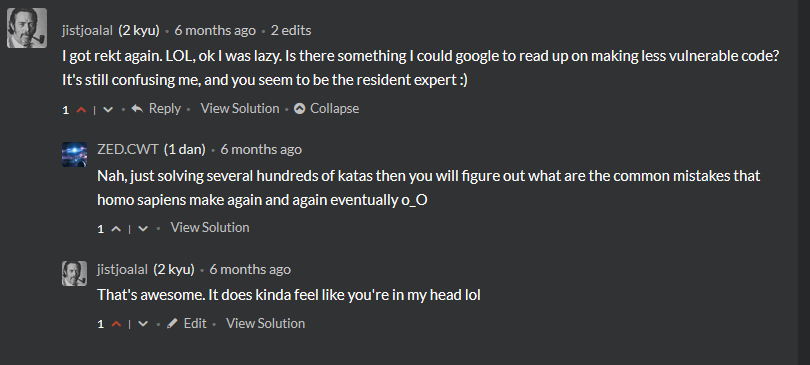 jistjoalal (2 kyu) • 6 months ago • 2 edits
I got rekt again. LOL, ok I was lazy. Is there something I could google to read up on making less vulnerable code?
It's still confusing me, and you seem to be the resident expert :)
1 | • Reply • View Solution • Collapse
ZED.CWT (1 dan) • 6 months ago
Nah, just solving several hundreds of katas then you will figure out what are the common mistakes that
homo sapiens make again and again eventually o_O
1 | • View Solution
jistjoalal (2 kyu) • 6 months ago
That's awesome. It does kinda feel like you're in my head lol
1 | • Edit • View Solution